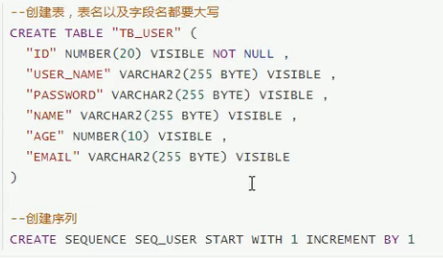 --创建表，表名以及字段名都要大写
CREATE TABLE "TB_USER" (
"ID" NUMBER(20) VISIBLE NOT NULL ,
"USER_NAME" VARCHAR2(255 BYTE) VISIBLE ,
"PASSWORD" VARCHAR2(255 BYTE) VISIBLE ,
"NAME" VARCHAR2(255 BYTE) VISIBLE ,
"AGE" NUMBER(10) VISIBLE ,
"EMAIL" VARCHAR2(255 BYTE) VISIBLE
)
--创建序列
CREATE SEQUENCE SEQ_USER START WITH 1 INCREMENT BY 1